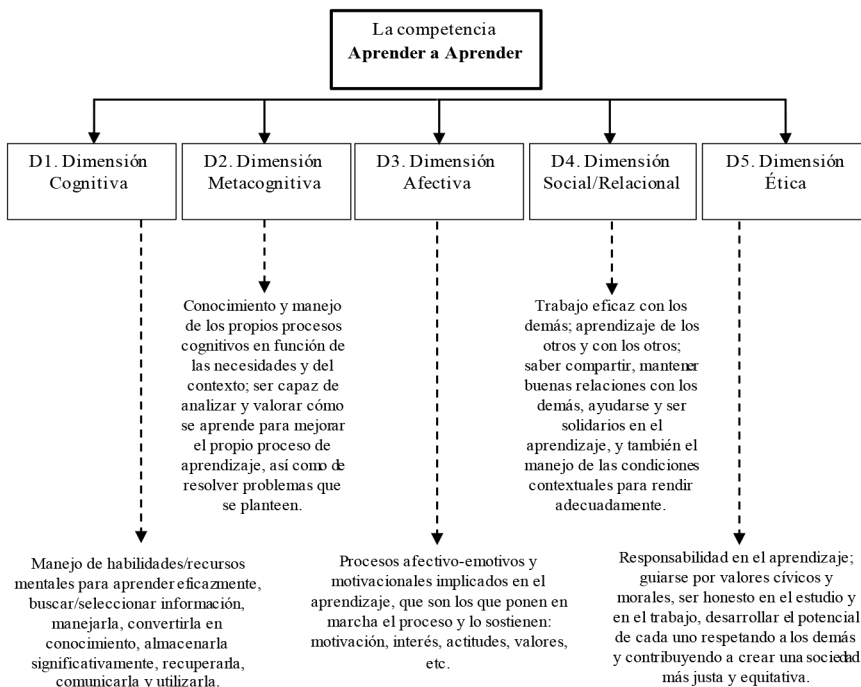 La competencia
Aprender a Aprender
D1. Dimensión
Cognitiva
D2. Dimensión
Metacognitiva
D3. Dimensión
Afectiva
D4. Dimensión
Social/Relacional
D5. Dimensión
Ética
Conocimiento y manejo
de los propios procesos
cognitivos en función de
las necesidades y del
contexto; ser capaz de
analizar y valorar cómo
se aprende para mejorar
el propio proceso de
aprendizaje, así como de
resolver problemas que
se planteen.
Trabajo eficaz con los
demás; aprendizaje de los
otros y con los otros;
saber compartir, mantener
buenas relaciones con los
demás, ayudarse y ser
solidarios en el
aprendizaje, y también el
manejo de las condiciones
contextuales para rendir
adecuadamente.
Manejo de habilidades/recursos
mentales para aprender eficazmente,
buscar/seleccionar información,
manejarla, convertirla en
conocimiento, almacenarla
significativamente, recuperarla,
comunicarla y utilizarla.
Procesos afectivo-emotivos y
motivacionales implicados en el
aprendizaje, que son los que ponen en
marcha el proceso y lo sostienen:
motivación, interés, actitudes, valores,
etc.
Responsabilidad en el aprendizaje;
guiarse por valores cívicos y
morales, ser honesto en el estudio y
en el trabajo, desarrollar el potencial
de cada uno respetando a los demás
y contribuyendo a crear una sociedad
más justa y equitativa.